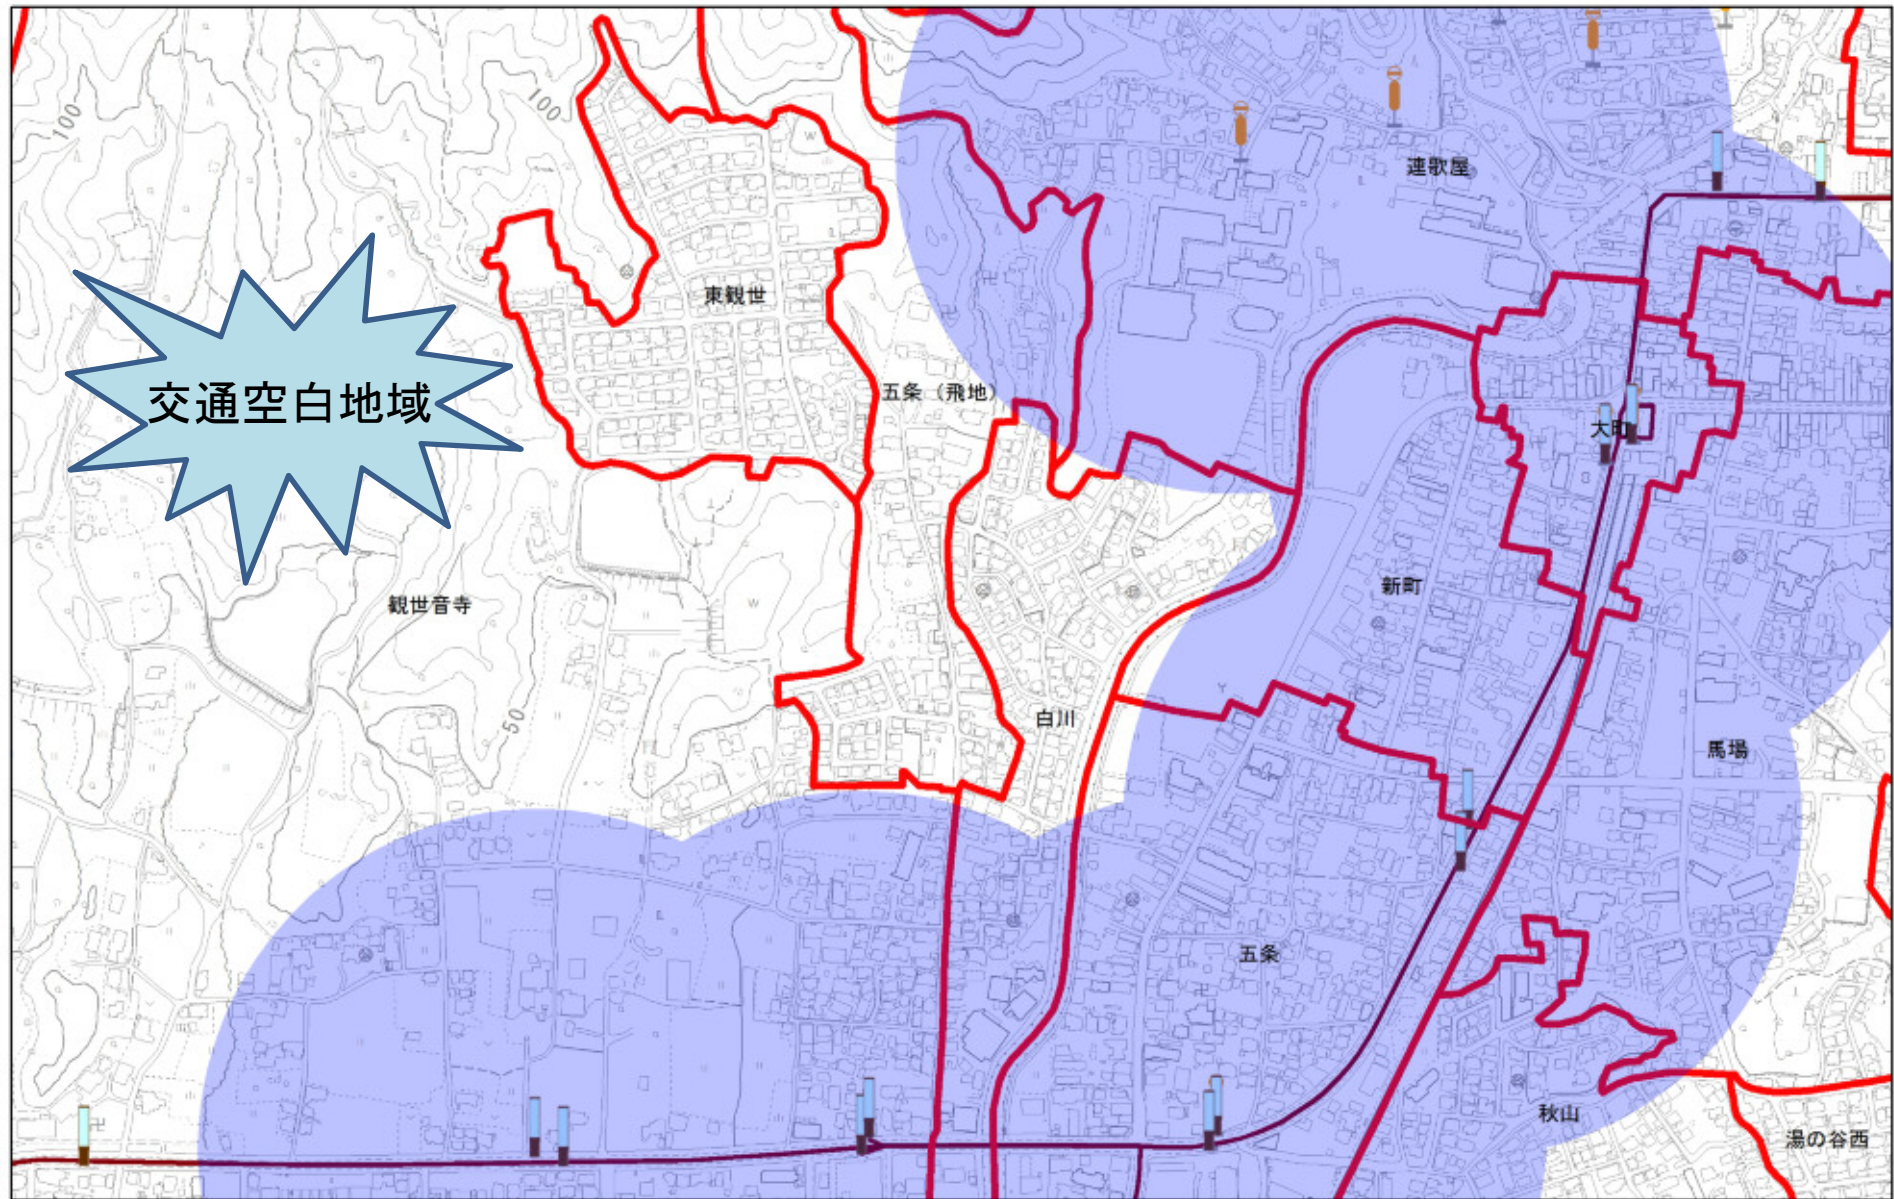 100
100
連歌屋
東観世
五条（飛地）
交通空白地域
大町
新町
観世音寺
50
白川
馬場
五条
秋山
湯の谷西